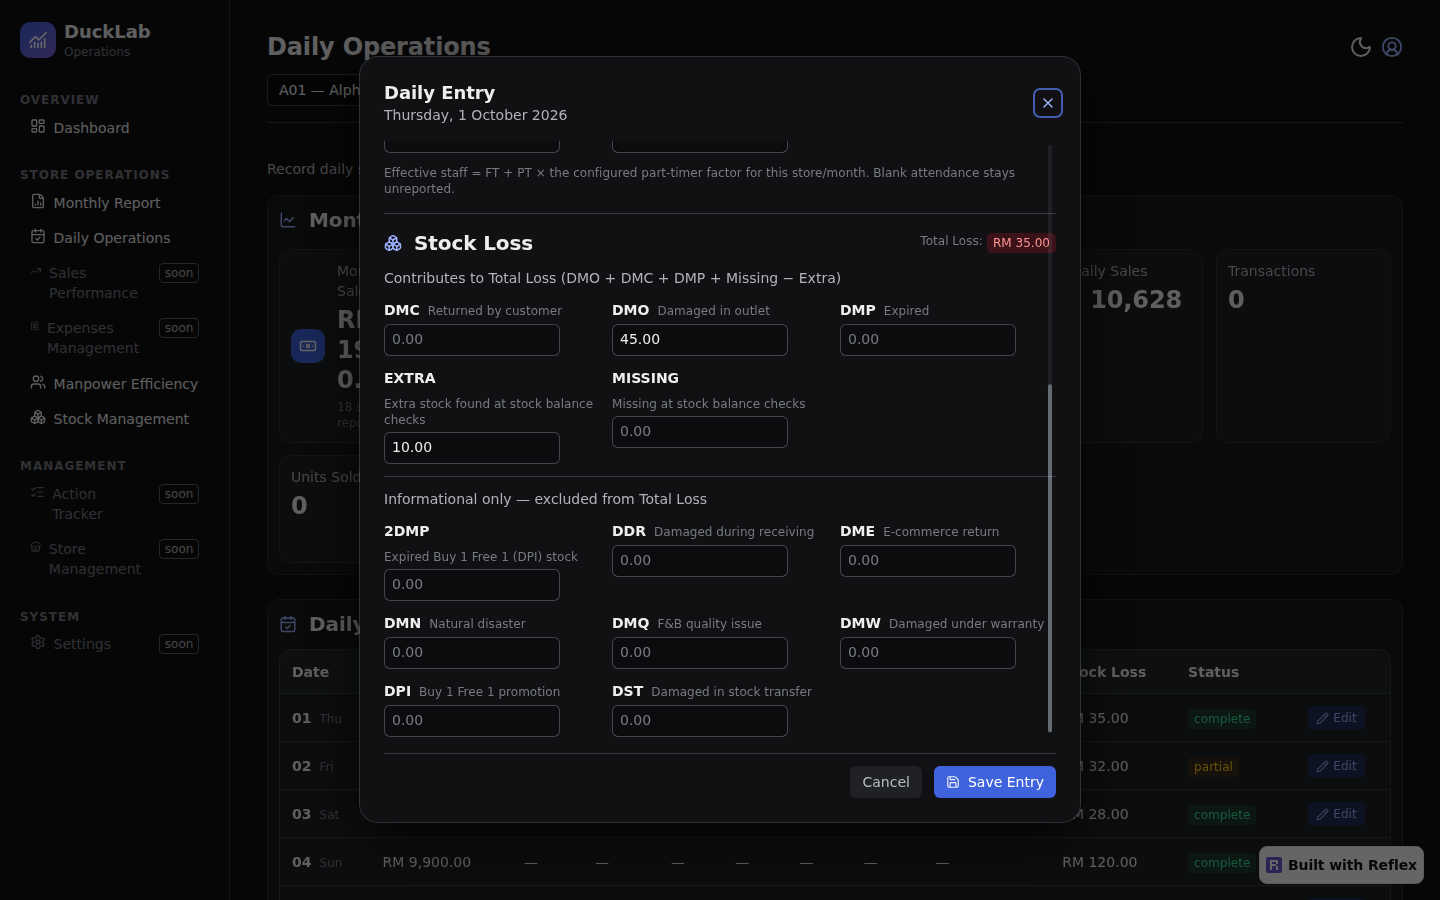 DuckLab
Operations
OVERVIEW
Dashboard
STORE OPERATIONS
Monthly Report
Daily Operations
Sales Performance
soon
Expenses Management
soon
Manpower Efficiency
Stock Management
MANAGEMENT
Action Tracker
soon
Store Management
soon
SYSTEM
Settings
soon
Daily Operations
A01 — Alph
Record daily
Mont
aily Sales
10,628
Transactions
0
Units Sold
0
Daily Entry
Thursday, 1 October 2026
Effective staff = FT + PT × the configured part-timer factor for this store/month. Blank attendance stays
unreported.
Stock Loss
Total Loss: RM 35.00
Contributes to Total Loss (DMO + DMC + DMP + Missing − Extra)
DMC Returned by customer
0.00
DMO Damaged in outlet
45.00
DMP Expired
0.00
EXTRA
Extra stock found at stock balance
checks
10.00
MISSING
Missing at stock balance checks
0.00
Informational only — excluded from Total Loss
2DMP
Expired Buy 1 Free 1 (DPI) stock
0.00
DDR Damaged during receiving
0.00
DME E-commerce return
0.00
DMN Natural disaster
0.00
DMQ F&B quality issue
0.00
DMW Damaged under warranty
0.00
DPI Buy 1 Free 1 promotion
0.00
DST Damaged in stock transfer
0.00
Cancel
Save Entry
Daily
Date
ock Loss
Status
01 Thu
35.00
complete
Edit
02 Fri
32.00
partial
Edit
03 Sat
28.00
complete
Edit
04 Sun
RM 9,900.00 — — — — — — — RM 120.00
complete
Built with Reflex